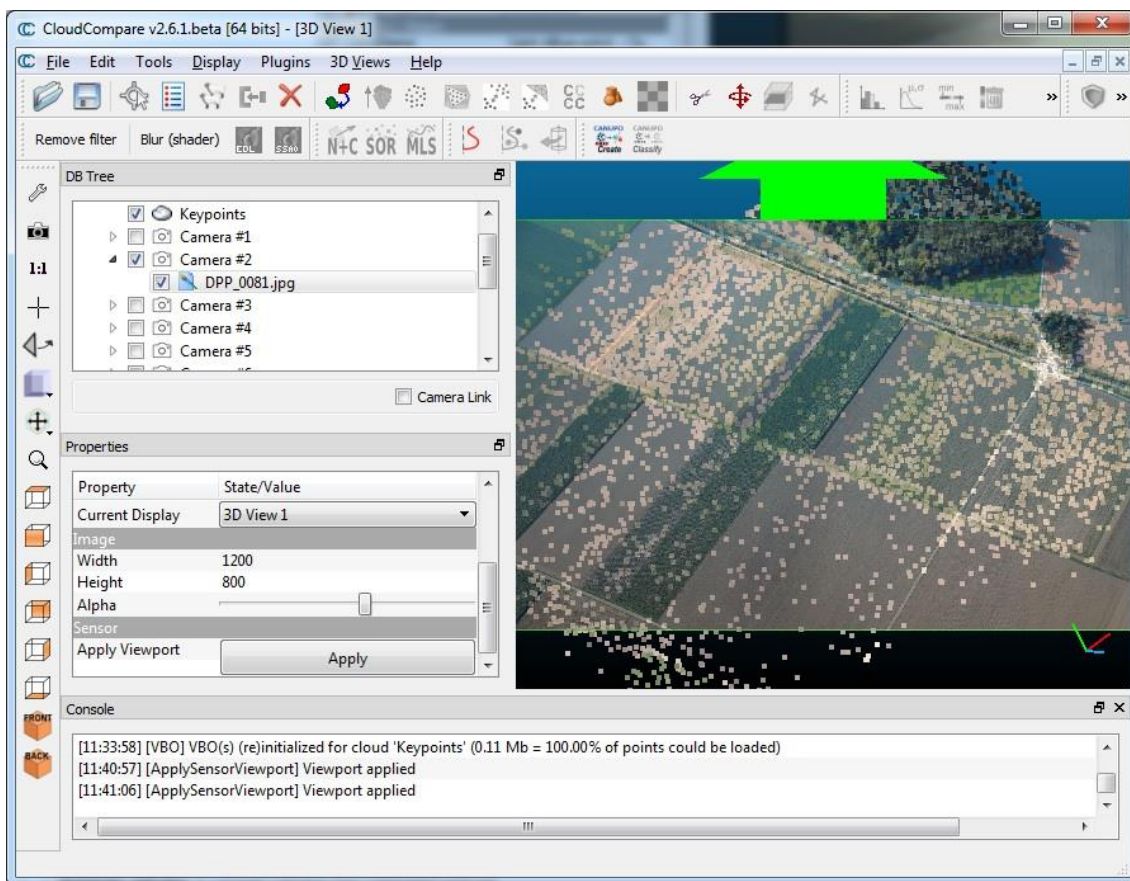 CloudCompare v2.6.1.beta [64 bits] - [3D View 1]
File Edit Tools Display Plugins 3D Views Help
CC
CC
μ,σ
min
max
»
»
Remove filter Blur (shader) EDL SSAO N+C SOR MLS S S CANUPO Create CANUPO Classify
DB Tree
Keypoints
Camera #1
Camera #2
DPP_0081.jpg
Camera #3
Camera #4
Camera #5
Camera Link
1:1
Properties
Property State/Value
Current Display 3D View 1
Image
Width 1200
Height 800
Alpha
Sensor
Apply Viewport Apply
FRONT
BACK
Console
[11:33:58] [VBO] VBO(s) (re)initialized for cloud 'Keypoints' (0.11 Mb = 100.00% of points could be loaded)
[11:40:57] [ApplySensorViewport] Viewport applied
[11:41:06] [ApplySensorViewport] Viewport applied